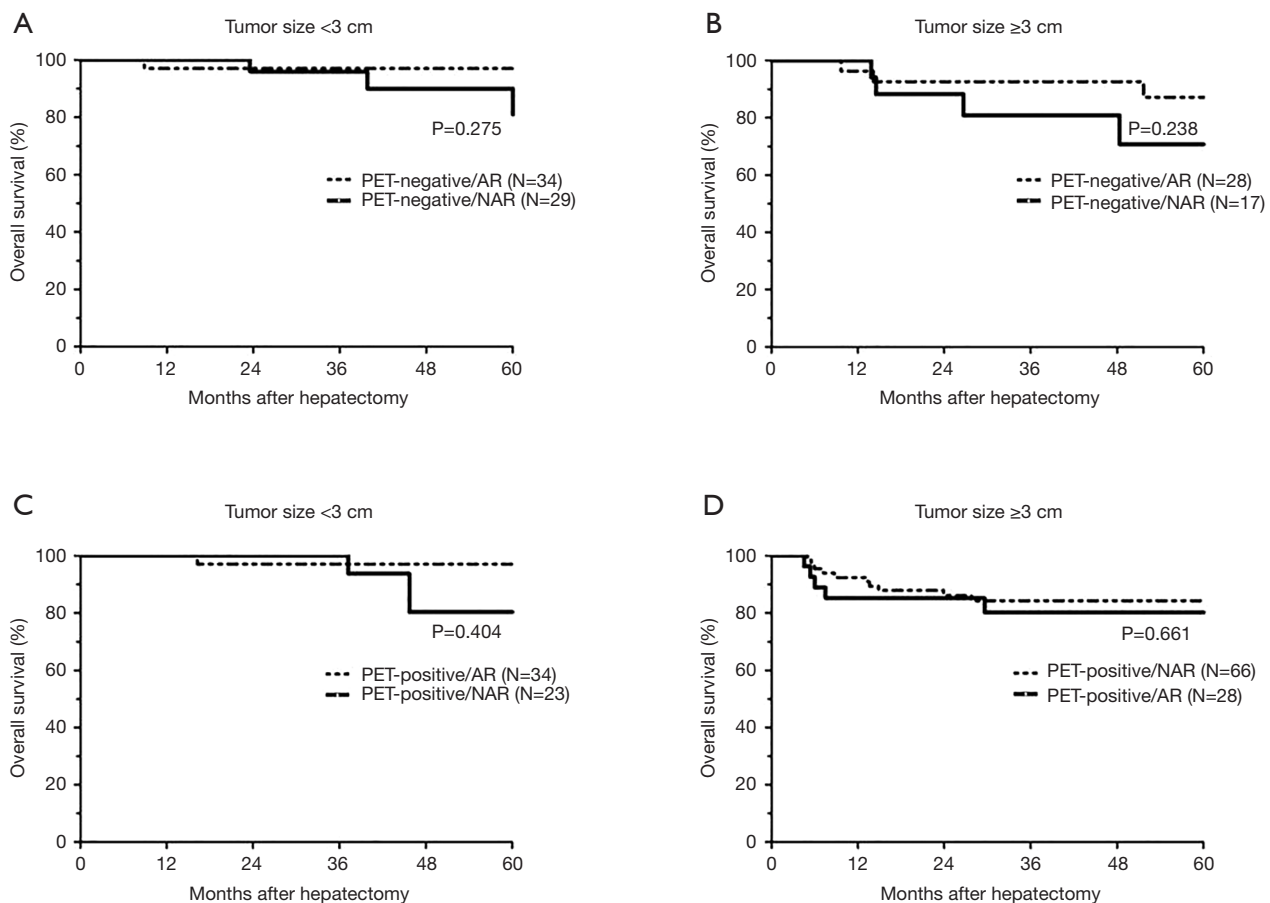 A
Tumor size <3 cm
100
80
60
40
20
0
Overall survival (%)
P=0.275
PET-negative/AR (N=34)
PET-negative/NAR (N=29)
0 12 24 36 48 60
Months after hepatectomy
B
Tumor size ≥3 cm
100
80
60
40
20
0
Overall survival (%)
P=0.238
PET-negative/AR (N=28)
PET-negative/NAR (N=17)
0 12 24 36 48 60
Months after hepatectomy
C
Tumor size <3 cm
100
80
60
40
20
0
Overall survival (%)
P=0.404
PET-positive/AR (N=34)
PET-positive/NAR (N=23)
0 12 24 36 48 60
Months after hepatectomy
D
Tumor size ≥3 cm
100
80
60
40
20
0
Overall survival (%)
P=0.661
PET-positive/NAR (N=66)
PET-positive/AR (N=28)
0 12 24 36 48 60
Months after hepatectomy